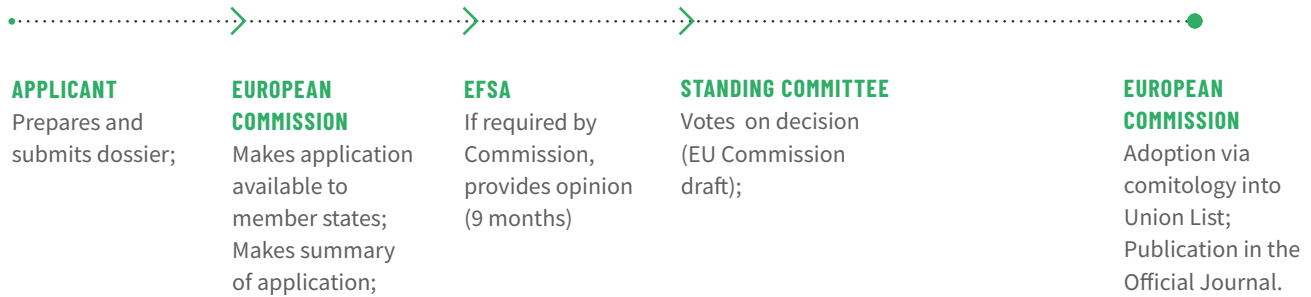 APPLICANT
Prepares and
submits dossier;
EUROPEAN
COMMISSION
Makes application
available to
member states;
Makes summary
of application;
EFSA
If required by
Commission,
provides opinion
(9 months)
STANDING COMMITTEE
Votes on decision
(EU Commission
draft);
EUROPEAN
COMMISSION
Adoption via
comitology into
Union List;
Publication in the
Official Journal.